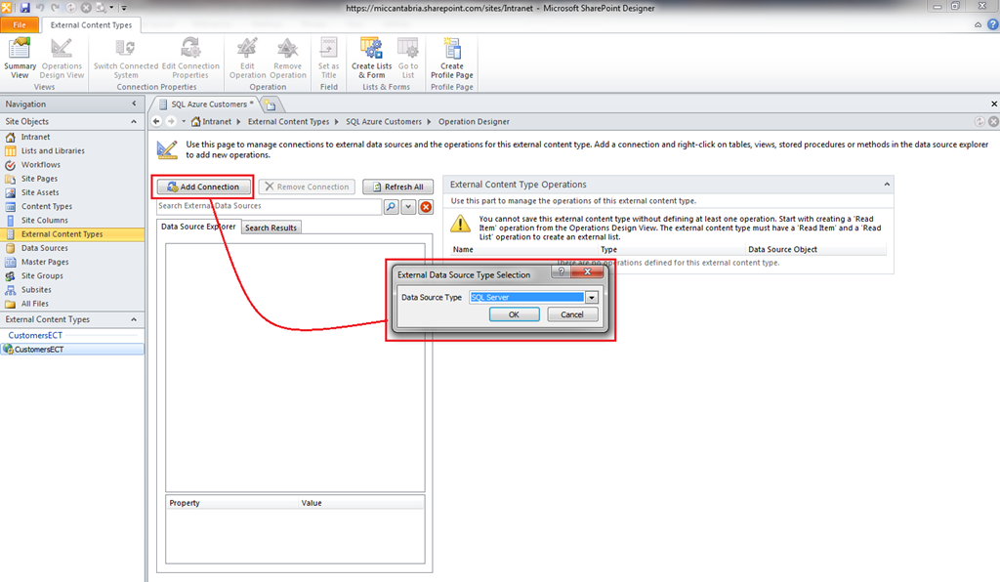 https://miccantabria.sharepoint.com/sites/Intranet - Microsoft SharePoint Designer
File
External Content Types
Summary View
Operations Design View
Views
Switch Connected System
Edit Connection Properties
Connection Properties
Edit Operation
Remove Operation
Operation
Set as Title
Field
Create Lists & Form
Go to List
Lists & Forms
Create Profile Page
Profile Page
Navigation
Site Objects
Intranet
Lists and Libraries
Workflows
Site Pages
Site Assets
Content Types
Site Columns
External Content Types
Data Sources
Master Pages
Site Groups
Subsites
All Files
External Content Types
CustomersECT
CustomersECT
SQL Azure Customers *
Intranet
External Content Types
SQL Azure Customers
Operation Designer
Use this page to manage connections to external data sources and the operations for this external content type. Add a connection and right-click on tables, views, stored procedures or methods in the data source explorer
to add new operations.
Add Connection
Remove Connection
Refresh All
Search External Data Sources
Data Source Explorer
Search Results
Property
Value
External Content Type Operations
Use this part to manage the operations of this external content type.
You cannot save this external content type without defining at least one operation. Start with creating a 'Read
Item' operation from the Operations Design View. The external content type must have a 'Read Item' and a 'Read
List' operation to create an external list.
Name
Type
Data Source Object
There are no operations defined for this external content type.
External Data Source Type Selection
Data Source Type
SQL Server
OK
Cancel